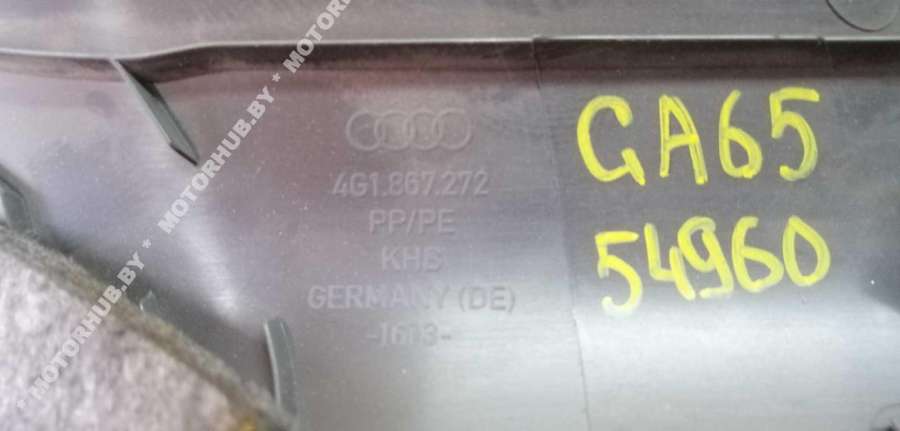 4G1.867.272
PP/PE
KHS
GERMANY (DE)
-1613-
GA65
54960
MOTORHUB.BY * MOTORHUB.BY * MOTORHUB.BY